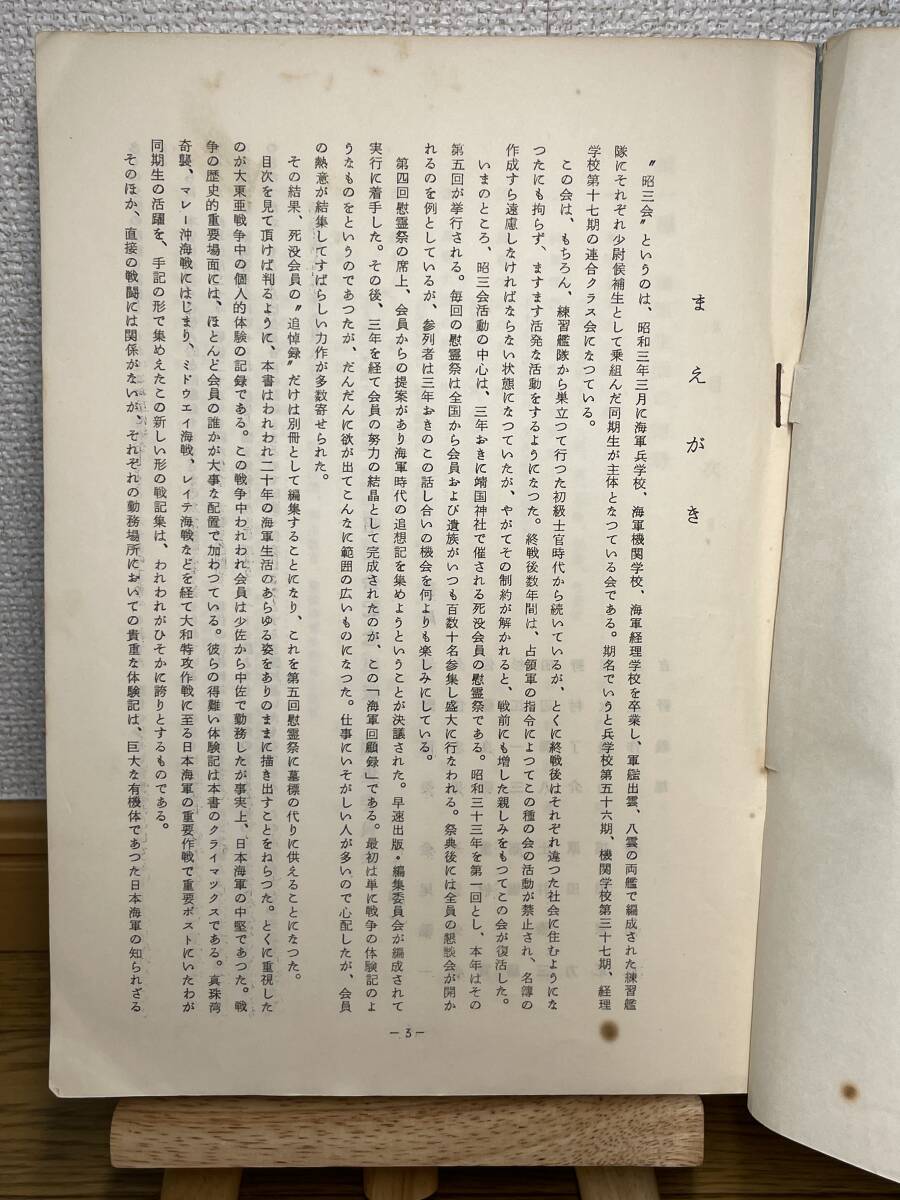 まえがき
〝昭三会〟というのは、昭和三年三月に海軍兵学校、海軍機関学校、海軍経理学校を卒業し、軍艦出雲、八雲の両艦で編成された練習艦
隊にそれぞれ少尉候補生として乗組んだ同期生が主体となつている会である。期名でいうと兵学校第五十六期、機関学校第三十七期、経理
学校第十七期の連合クラス会になつている。
この会は、もちろん、練習艦隊から巣立つて行つた初級士官時代から続いているが、とくに終戦後はそれぞれ違つた社会に住むようにな
つたにも拘らず、ますます活発な活動をするようになつた。終戦後数年間は、占領軍の指令によつてこの種の会の活動が禁止され、名簿の
作成すら遠慮しなければならない状態になつていたが、やがてその制約が解かれると、戦前にも増した親しみをもつてこの会が復活した。
いまのところ、昭三会活動の中心は、三年おきに靖国神社で催される死没会員の慰霊祭である。昭和三十三年を第一回とし、本年はその
第五回が挙行される。毎回の慰霊祭は全国から会員および遺族がいつも百数十名参集し盛大に行なわれる。祭典後には全員の懇談会が開か
れるのを例としているが、参列者は三年おきのこの話し合いの機会を何よりも楽しみにしている。
第四回慰霊祭の席上、会員からの提案があり海軍時代の追想記を集めようということが決議された。早速出版・編集委員会が編成されて
実行に着手した。その後、三年を経て会員の努力の結晶として完成されたのが、この「海軍回顧録」である。最初は単に戦争の体験記のよ
うなものをというのであつたが、だんだんに欲が出てこんなに範囲の広いものになつた。仕事にいそがしい人が多いので心配したが、会員
の熱意が結集してすばらしい力作が多数寄せられた。
その結果、死没会員の〝追悼録〟だけは別冊として編集することになり、これを第五回慰霊祭に墓標の代りに供えることになつた。
目次を見て頂けば判るように、本書はわれわれ二十年の海軍生活のあらゆる姿をありのままに描き出すことをねらつた。とくに重視した
のが大東亜戦争中の個人的体験の記録である。この戦争中われわれ会員は少佐から中佐で勤務したが事実上、日本海軍の中堅であつた。戦
争の歴史的重要場面には、ほとんど会員の誰かが大事な配置で加わつている。彼らの得難い体験記は本書のクライマツクスである。真珠湾
奇襲、マレー沖海戦にはじまり、ミドウエイ海戦、レイテ海戦などを経て大和特攻作戦に至る日本海軍の重要作戦で重要ポストにいたわが
同期生の活躍を、手記の形で集めえたこの新しい形の戦記集は、われわれがひそかに誇りとするものである。
そのほか、直接の戦闘には関係がないが、それぞれの勤務場所においての貴重な体験記は、巨大な有機体であつた日本海軍の知られざる
—3—